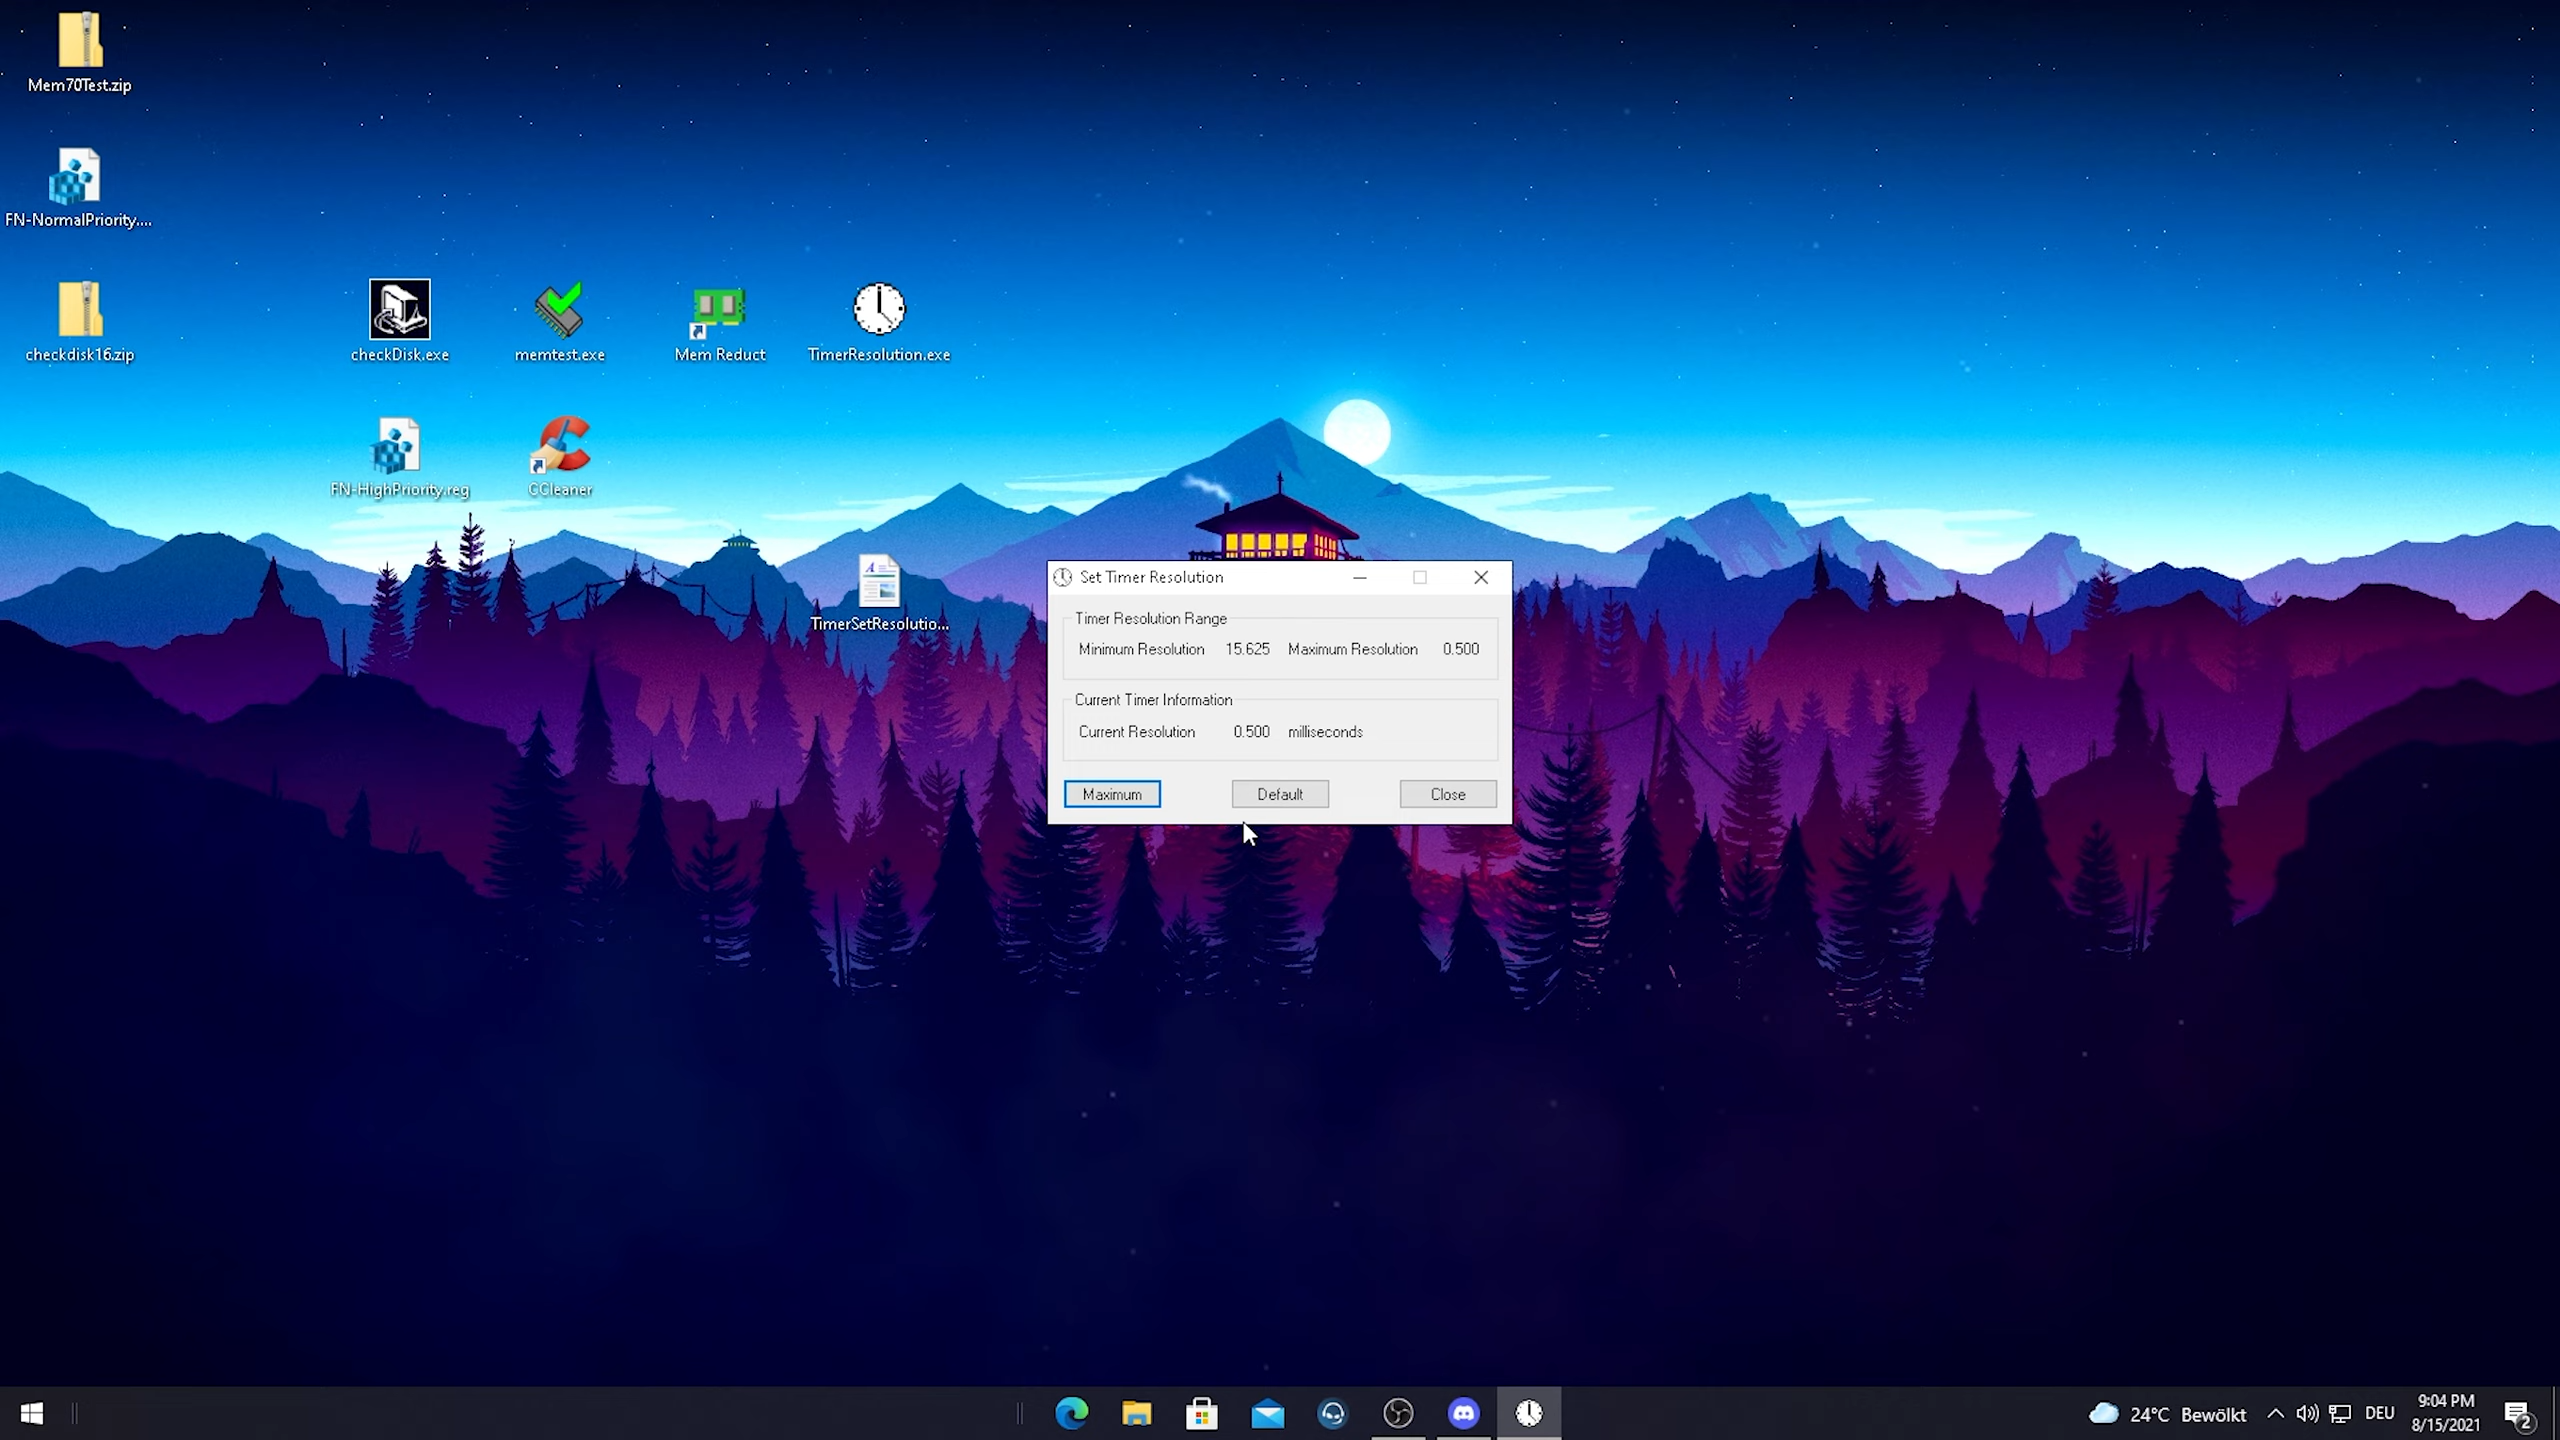 Mem70Test.zip
FN-NormalPriority....
checkdisk16.zip
checkDisk.exe
memtest.exe
Mem Reduct
TimerResolution.exe
FN-HighPriority.reg
CCleaner
TimerSetResolutio...
Set Timer Resolution
Timer Resolution Range
Minimum Resolution 15.625 Maximum Resolution 0.500
Current Timer Information
Current Resolution 0.500 milliseconds
Maximum Default Close
24°C Bewölkt DEU 9:04 PM
8/15/2021
2